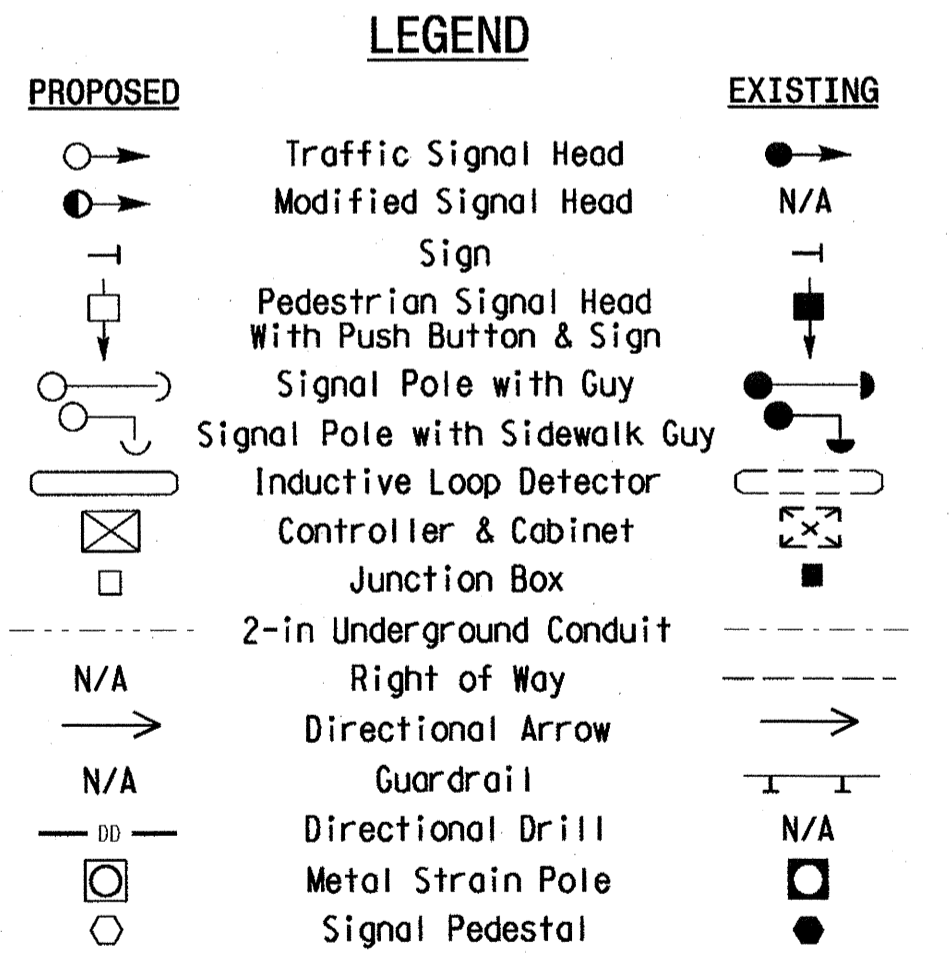 LEGEND
PROPOSED EXISTING
Traffic Signal Head
Modified Signal Head N/A
Sign
Pedestrian Signal Head
With Push Button & Sign
Signal Pole with Guy
Signal Pole with Sidewalk Guy
Inductive Loop Detector
Controller & Cabinet
Junction Box
2-in Underground Conduit
N/A Right of Way
Directional Arrow
N/A Guardrail
DD Directional Drill N/A
Metal Strain Pole
Signal Pedestal